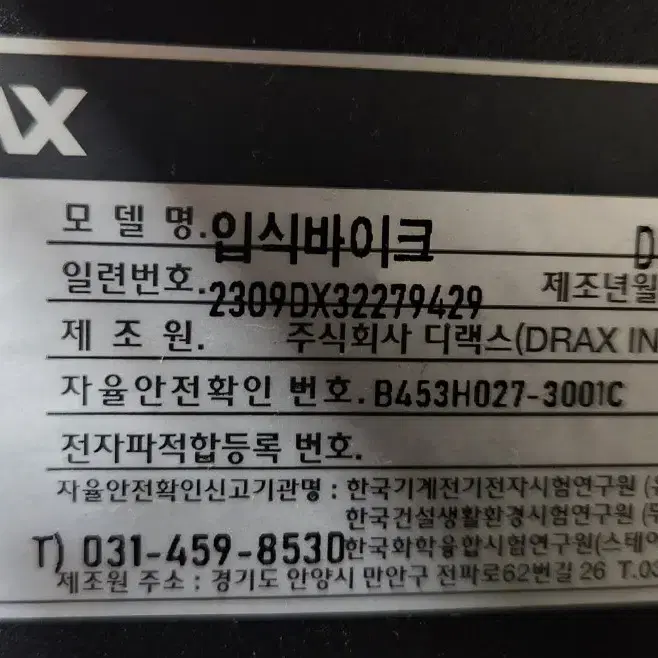 AX
모 델 명. 입식바이크 D
일련번호. 2309DX32279429 제조년월
제 조 원. 주식회사 디랙스(DRAX IN
자율안전확인 번호. B453H027-3001C
전자파적합등록 번호.
자율안전확인신고기관명 : 한국기계전기전자시험연구원 (유
한국건설생활환경시험연구원
한국화학융합시험연구원(스테이
T) 031-459-8530
제조원 주소 : 경기도 안양시 만안구 전파로62번길 26 T.03